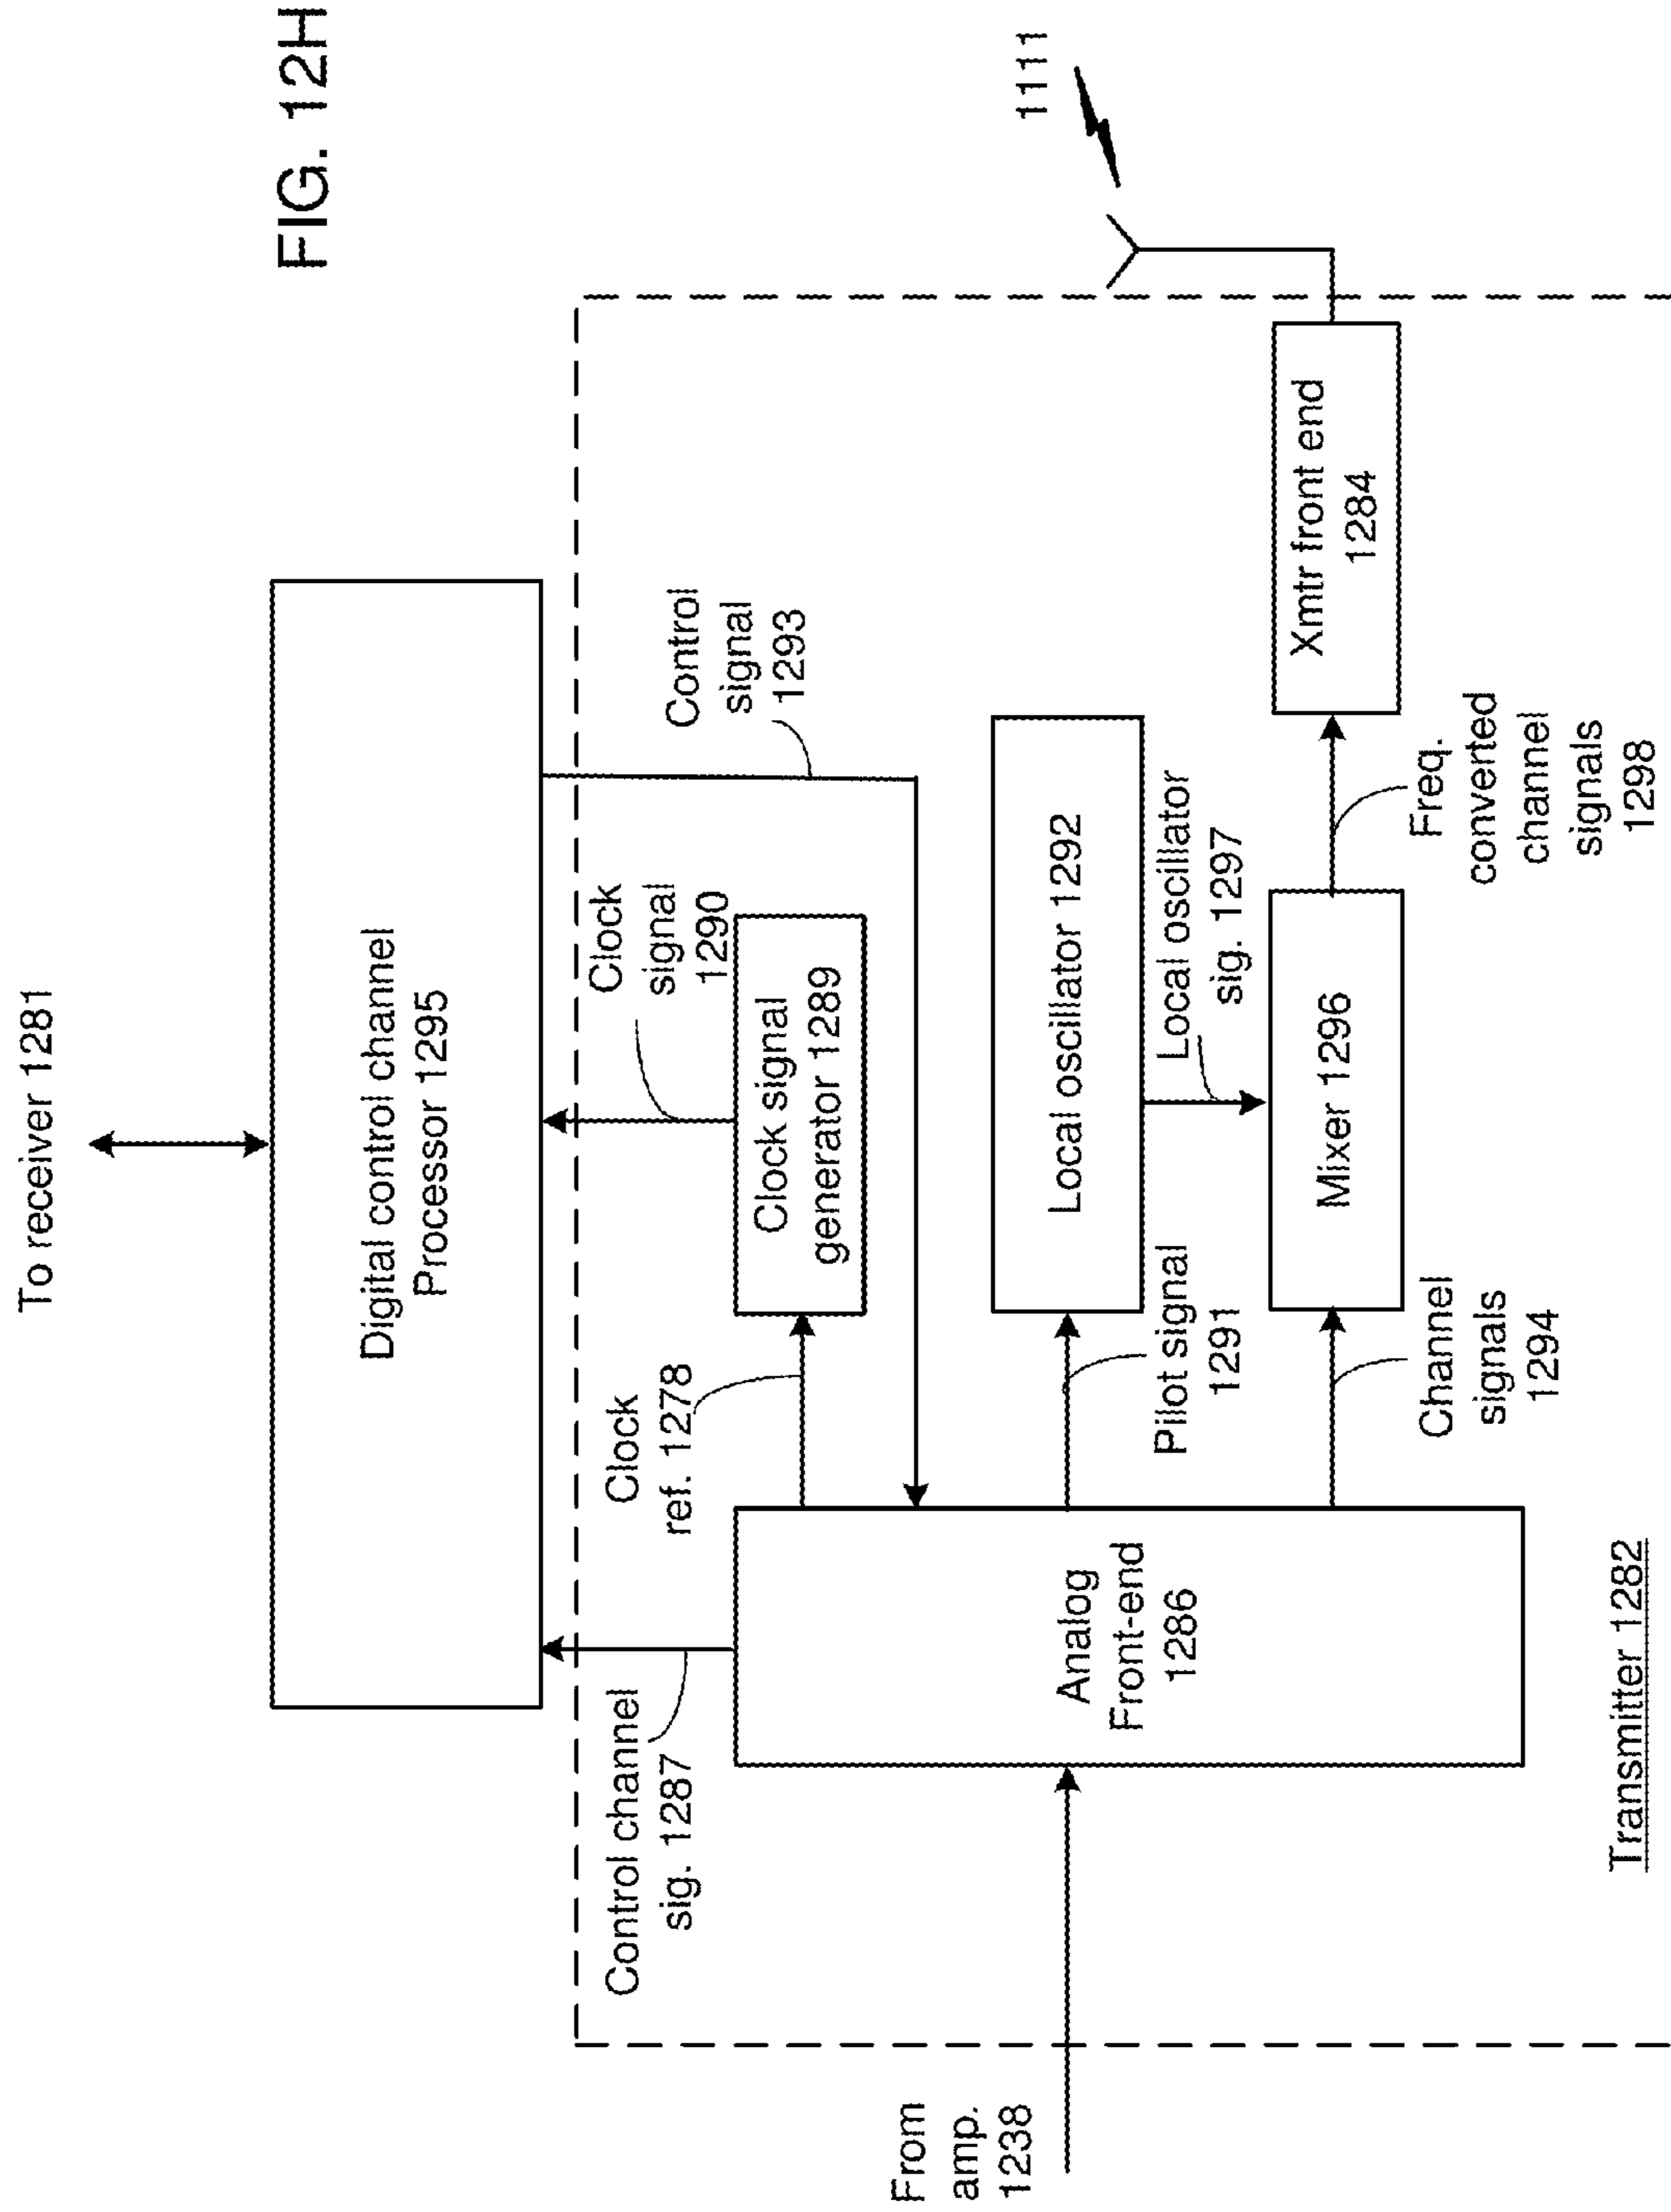 FIG. 12H
To receiver 1281
Digital control channel
Processor 1295
Control channel
sig. 1287
Clock
ref. 1278
Clock
signal
1290
Control
signal
1293
Clock signal
generator 1289
1111
From
amp.
1238
Analog
Front-end
1286
Pilot signal
1291
Local oscillator 1292
Local oscillator
sig. 1297
Channel
signals
1294
Mixer 1296
Freq.
converted
channel
signals
1298
Xmtr front end
1284
Transmitter 1282